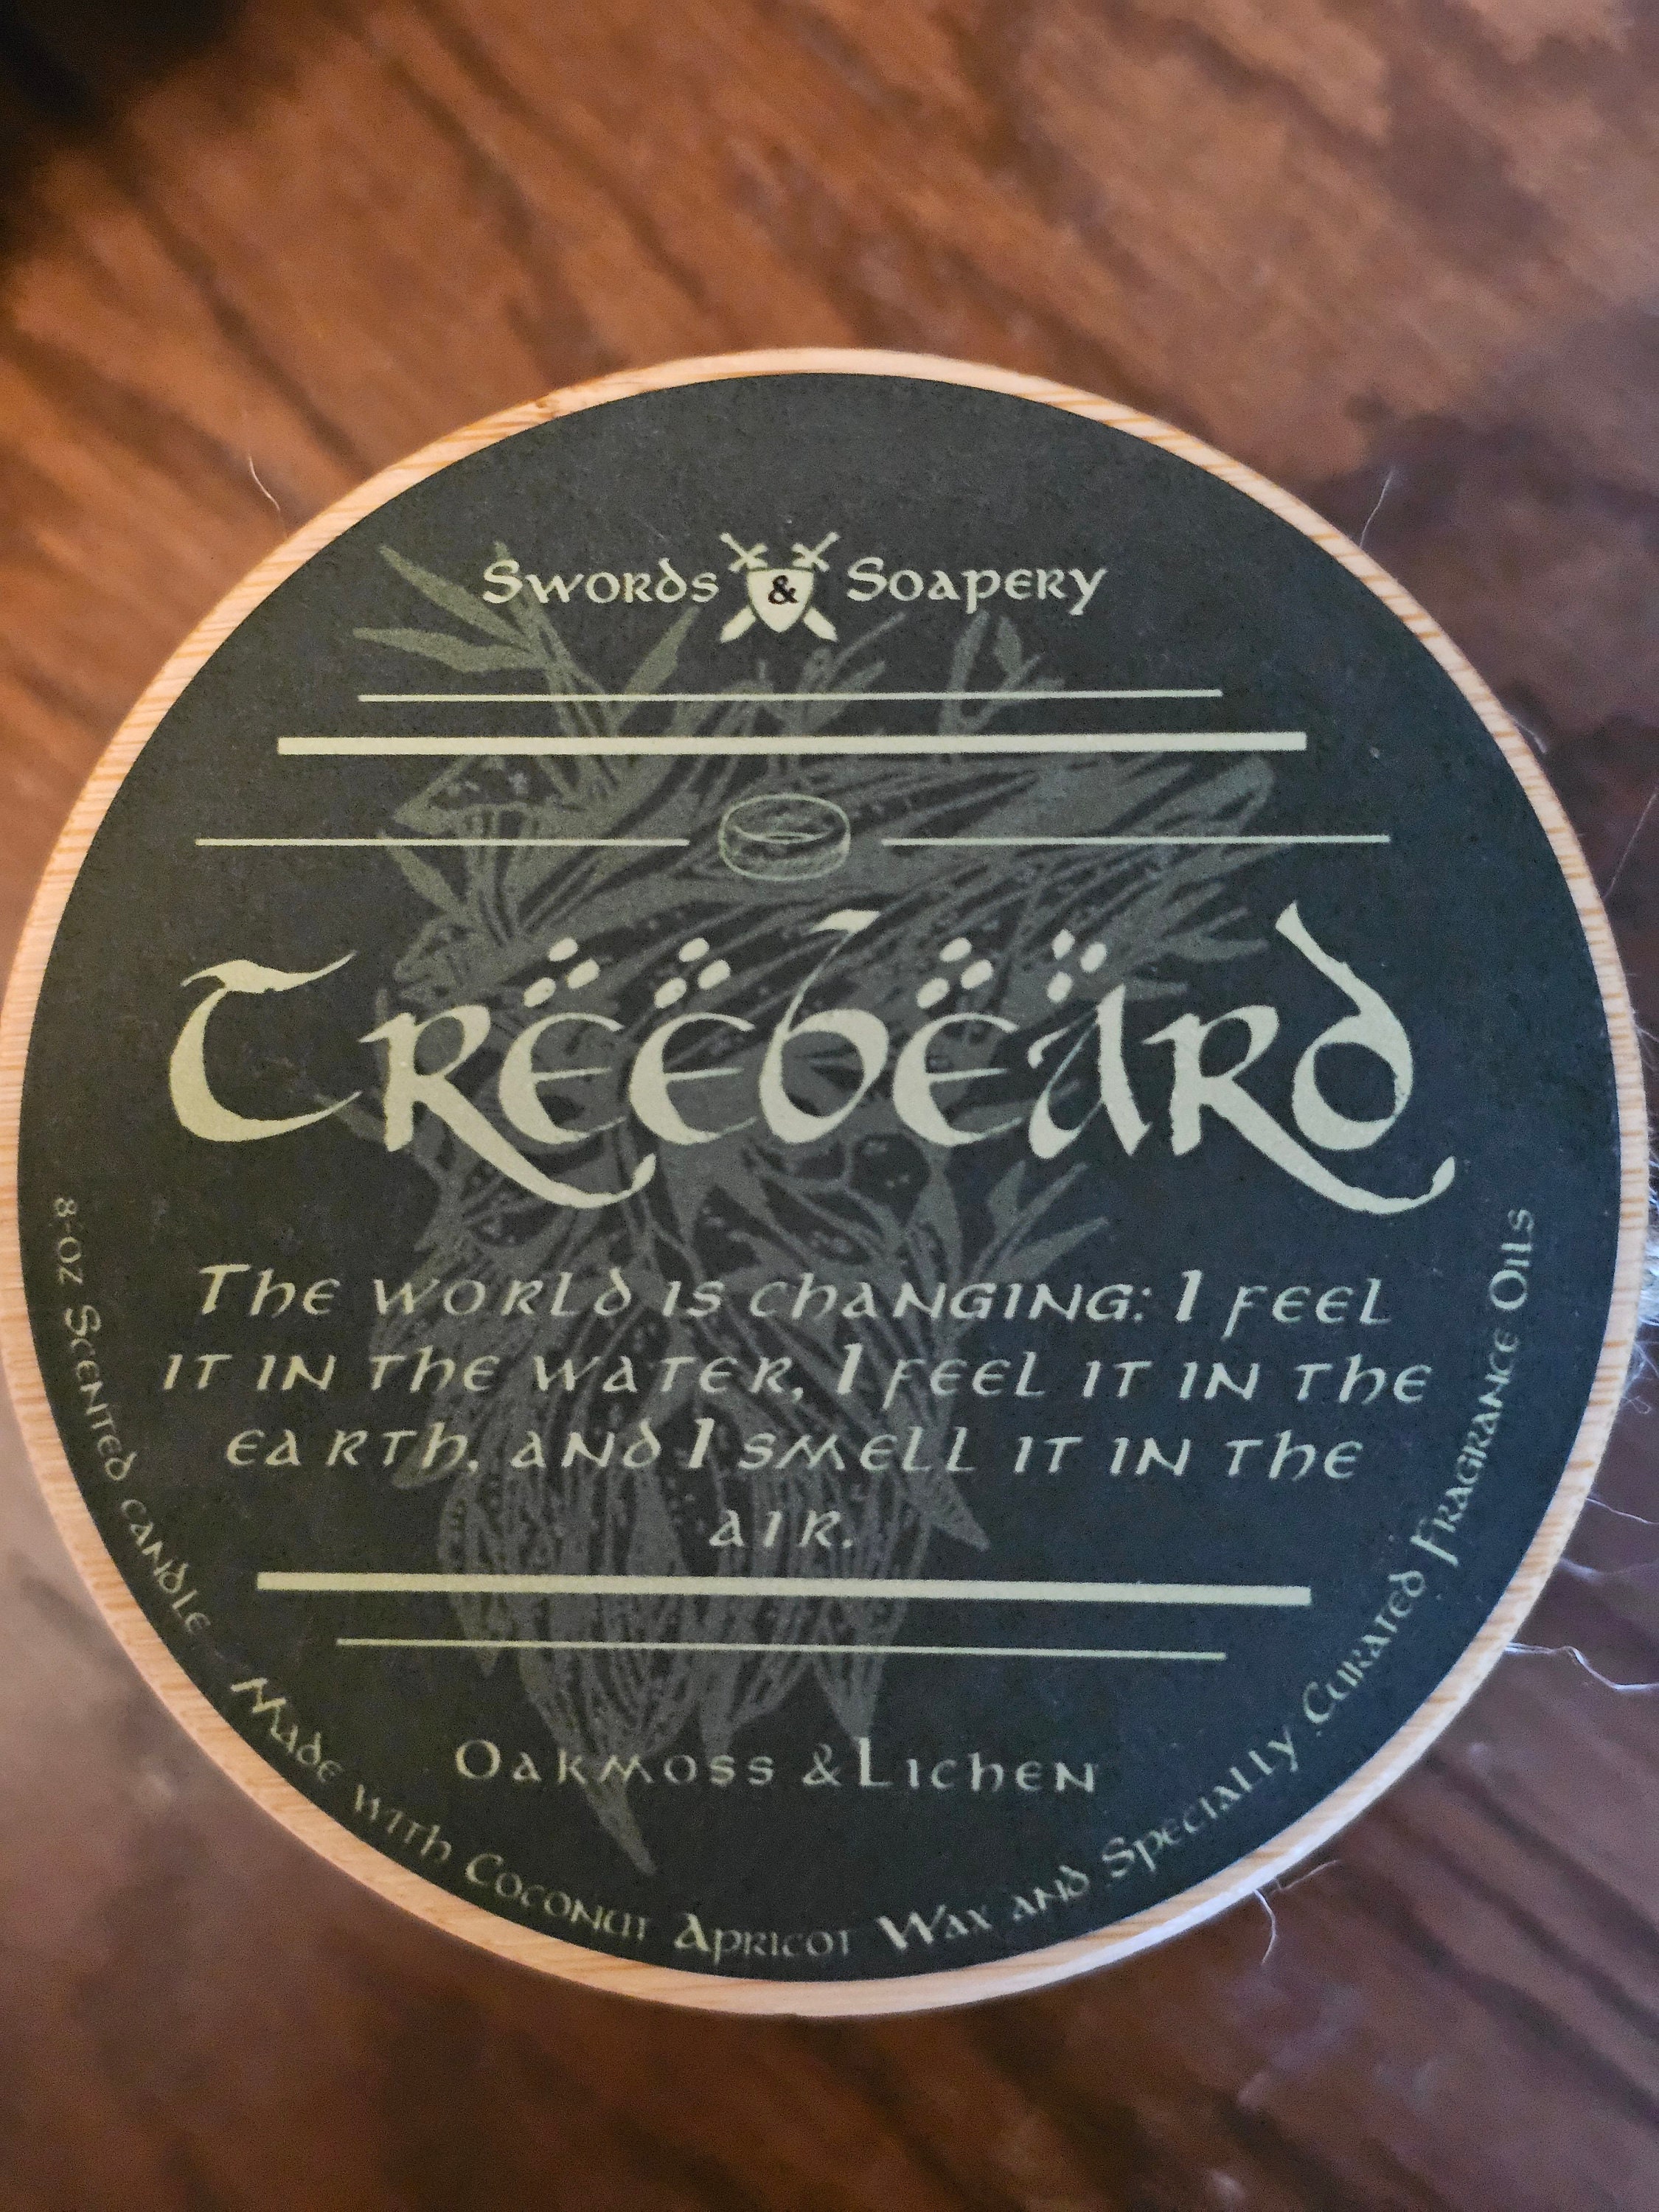 Swords & Soapery
Treebeard
The world is changing: I feel
it in the water, I feel it in the
earth, and I smell it in the
air.
Oakmoss & Lichen
8-oz Scented candle - Made with Coconut Apricot Wax and Specially Curated Fragrance Oils